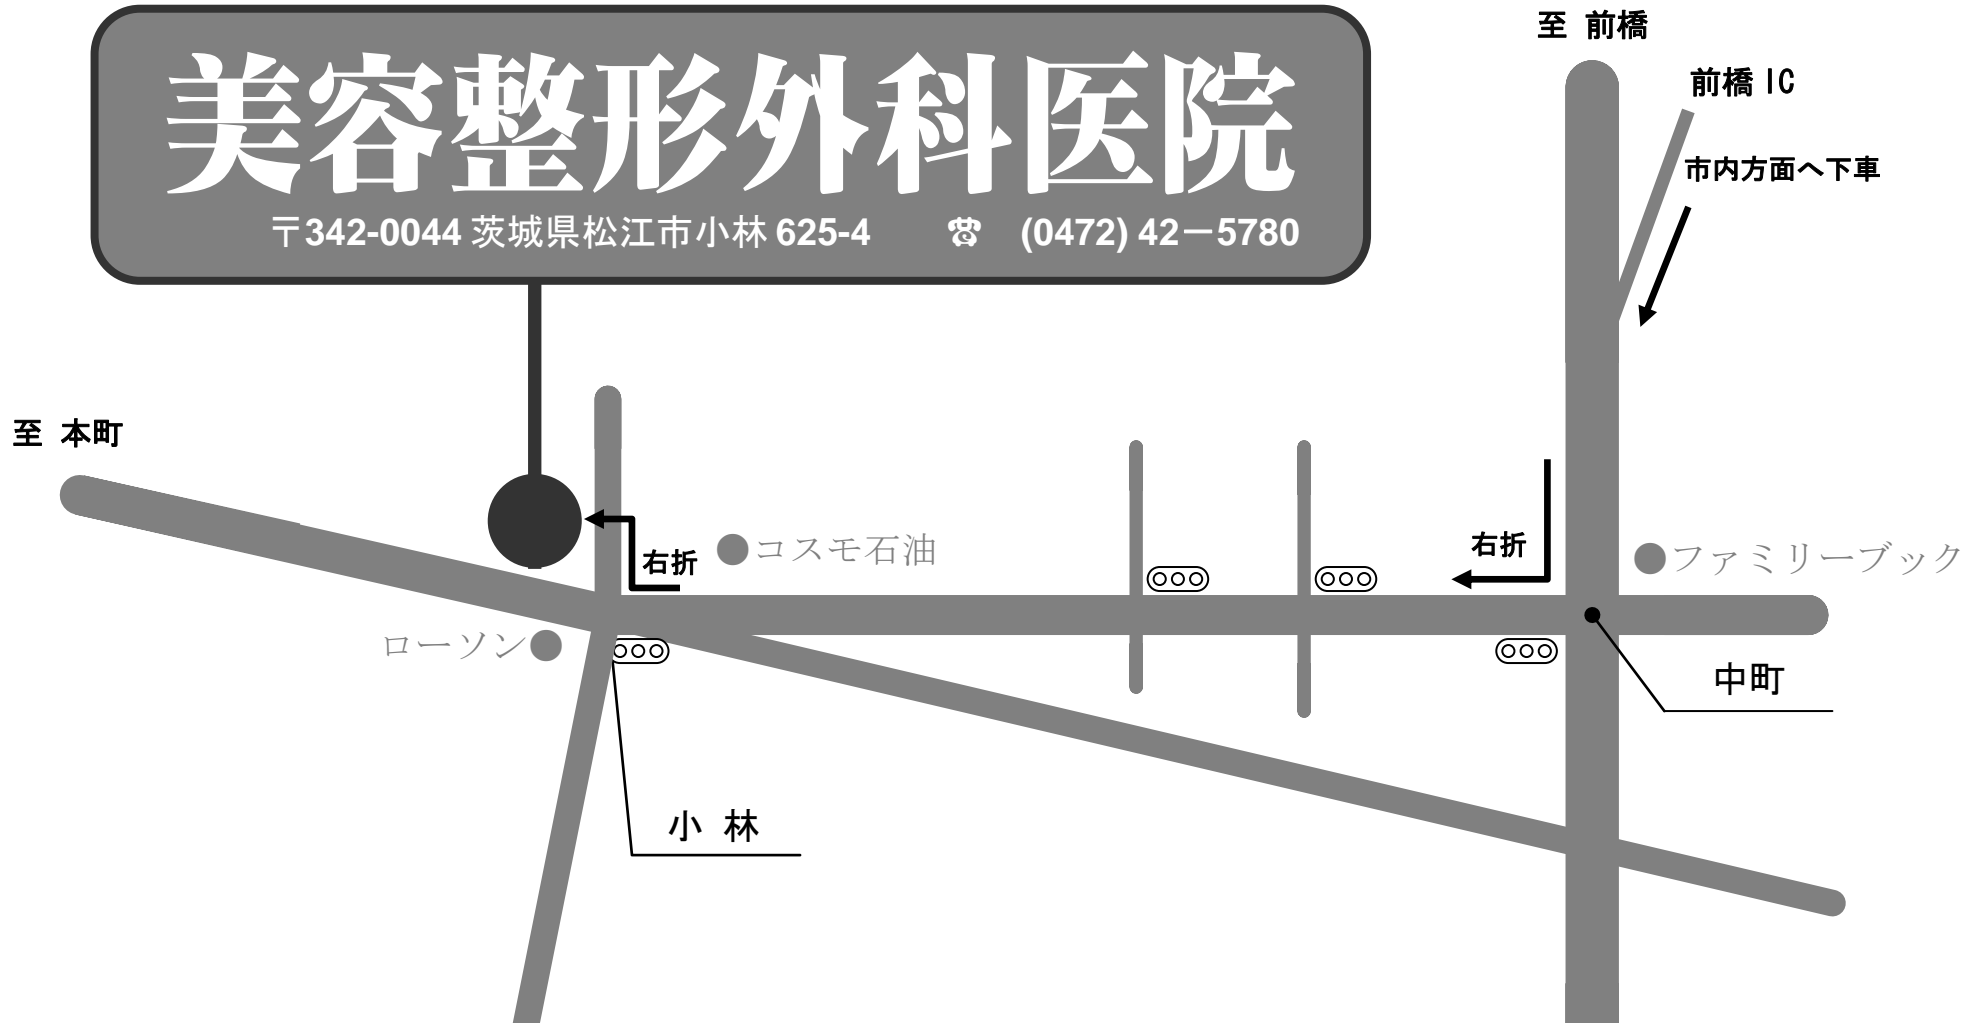 至 前橋
美容整形外科医院
前橋IC
市内方面へ下車
〒342-0044 茨城県松江市小林 625-4 ☎ (0472) 42－5780
至 本町
右折
コスモ石油
右折
ファミリーブック
ローソン
中町
小 林